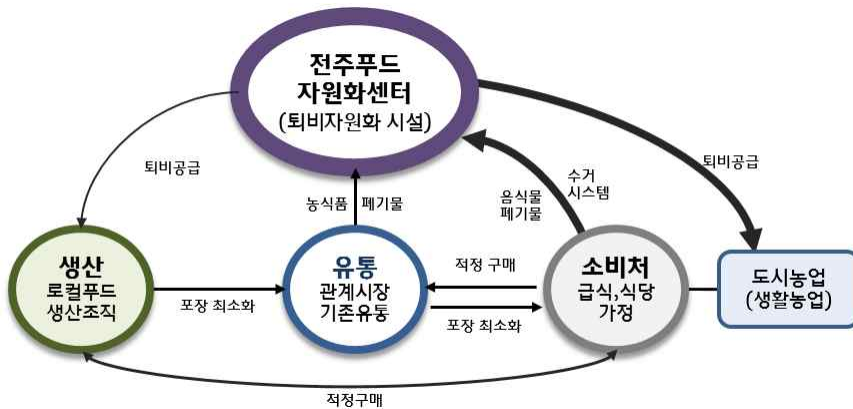 전주푸드
자원화센터
(퇴비자원화 시설)
퇴비공급
농식품 폐기물
음식물
폐기물
수거
시스템
퇴비공급
생산
로컬푸드
생산조직
포장 최소화
유통
관계시장
기존유통
적정 구매
포장 최소화
소비처
급식,식당
가정
도시농업
(생활농업)
적정구매